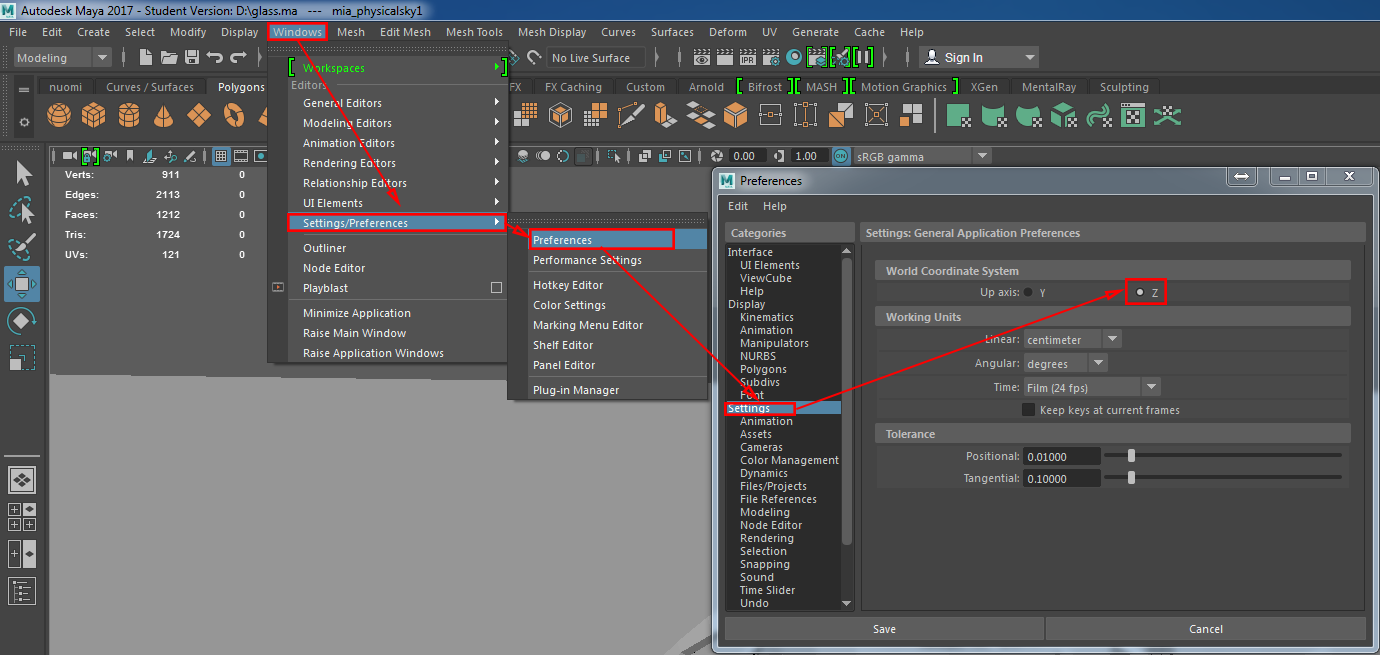 Autodesk Maya 2017 - Student Version: D:\glass.ma --- mia_physicalsky1
File Edit Create Select Modify Display Windows Mesh Edit Mesh Mesh Tools Mesh Display Curves Surfaces Deform UV Generate Cache Help
Modeling
No Live Surface
IPR
Sign In
nuomi Curves / Surfaces Polygons
FX FX Caching Custom Arnold Bifrost MASH Motion Graphics XGen MentalRay Sculpting
0.00 1.00 ON sRGB gamma
Verts: 911 0
Edges: 2113 0
Faces: 1212 0
Tris: 1724 0
UVs: 121 0
Workspaces
Editors
General Editors
Modeling Editors
Animation Editors
Rendering Editors
Relationship Editors
UI Elements
Settings/Preferences
Outliner
Node Editor
Playblast
Minimize Application
Raise Main Window
Raise Application Windows
Preferences
Performance Settings
Hotkey Editor
Color Settings
Marking Menu Editor
Shelf Editor
Panel Editor
Plug-in Manager
Preferences
Edit Help
Categories
Interface
UI Elements
ViewCube
Help
Display
Kinematics
Animation
Manipulators
NURBS
Polygons
Subdivs
Font
Settings
Animation
Assets
Cameras
Color Management
Dynamics
Files/Projects
File References
Modeling
Node Editor
Rendering
Selection
Snapping
Sound
Time Slider
Undo
Settings: General Application Preferences
World Coordinate System
Up axis: Y Z
Working Units
Linear: centimeter
Angular: degrees
Time: Film (24 fps)
Keep keys at current frames
Tolerance
Positional: 0.01000
Tangential: 0.10000
Save Cancel